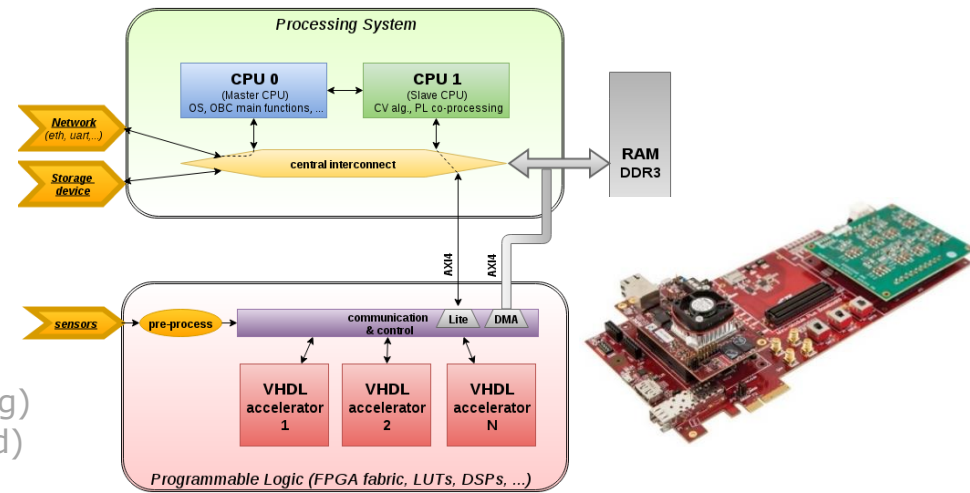 Processing System
CPU 0
(Master CPU)
OS, OBC main functions, ...
CPU 1
(Slave CPU)
CV alg., PL co-processing
Network
(eth, uart,...)
Storage
device
central interconnect
RAM
DDR3
AXI4
AXI4
sensors
pre-process
communication
& control
Lite
DMA
VHDL
accelerator
1
VHDL
accelerator
2
VHDL
accelerator
N
g)
d)
Programmable Logic (FPGA fabric, LUTs, DSPs, ...)